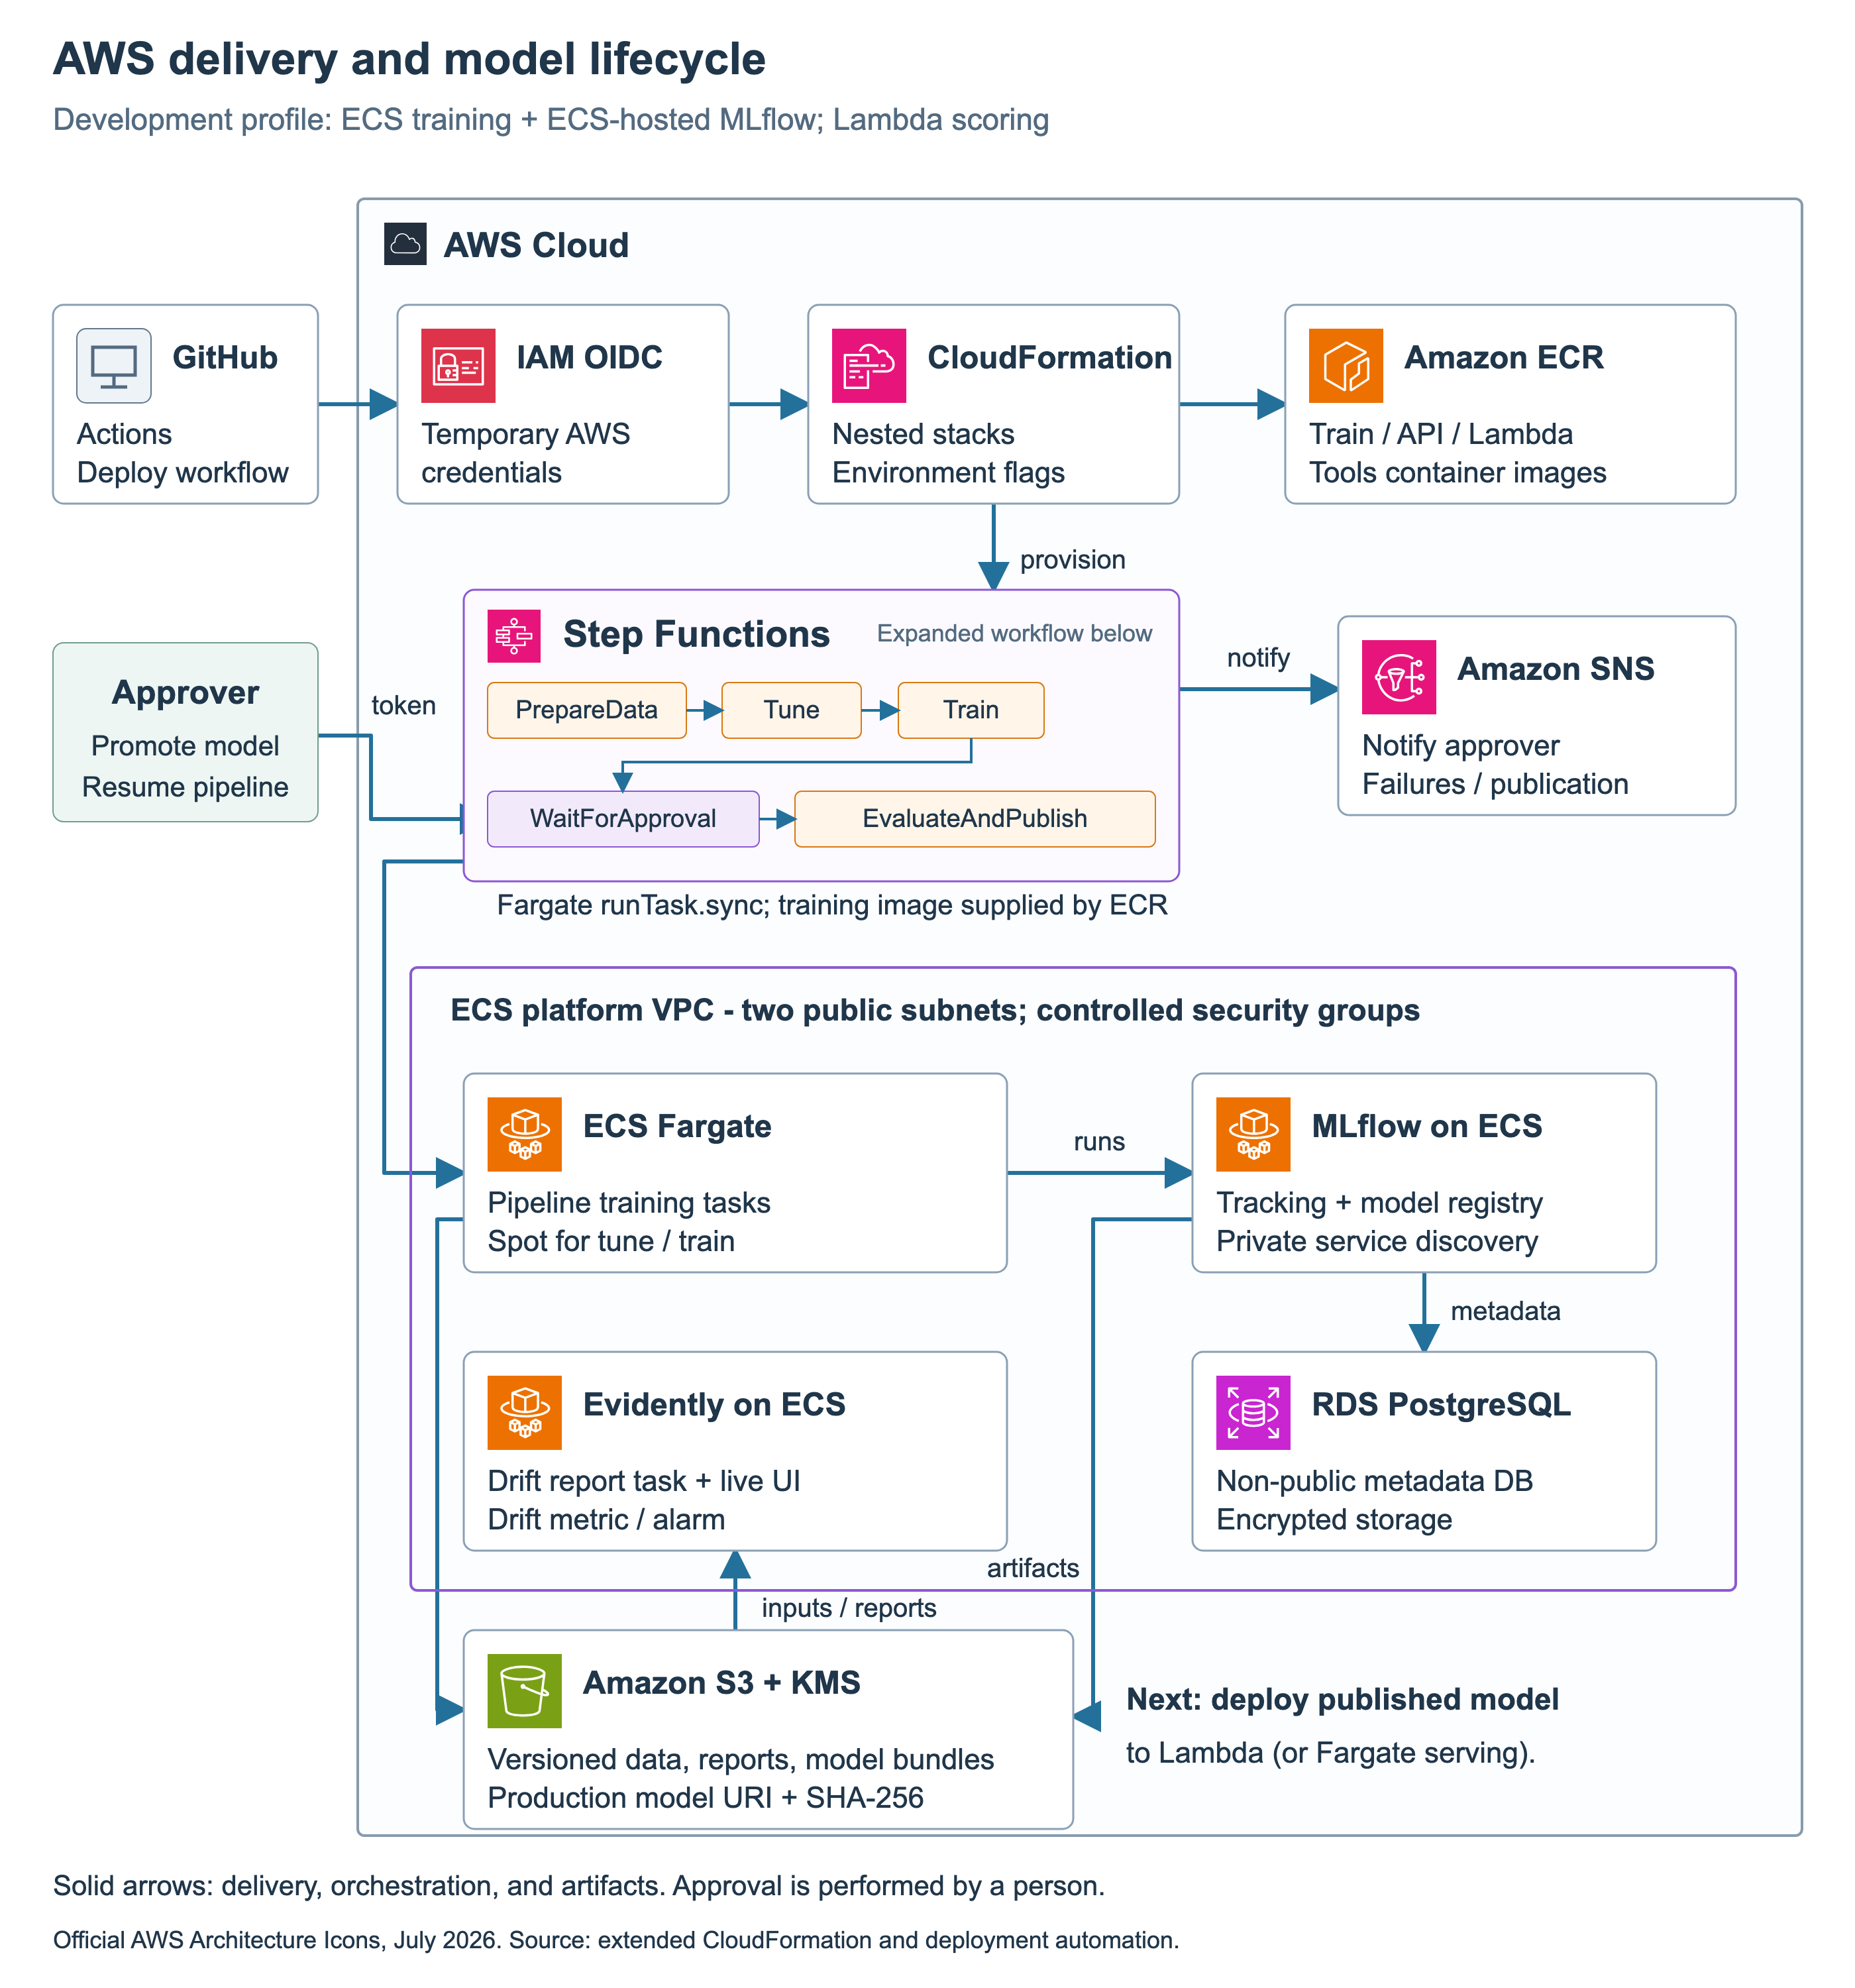 AWS delivery and model lifecycle
Development profile: ECS training + ECS-hosted MLflow; Lambda scoring
AWS Cloud
GitHub
Actions
Deploy workflow
IAM OIDC
Temporary AWS
credentials
CloudFormation
Nested stacks
Environment flags
Amazon ECR
Train / API / Lambda
Tools container images
provision
Approver
Promote model
Resume pipeline
token
Step Functions
Expanded workflow below
PrepareData
Tune
Train
WaitForApproval
EvaluateAndPublish
notify
Amazon SNS
Notify approver
Failures / publication
Fargate runTask.sync; training image supplied by ECR
ECS platform VPC - two public subnets; controlled security groups
ECS Fargate
Pipeline training tasks
Spot for tune / train
runs
MLflow on ECS
Tracking + model registry
Private service discovery
metadata
Evidently on ECS
Drift report task + live UI
Drift metric / alarm
RDS PostgreSQL
Non-public metadata DB
Encrypted storage
artifacts
inputs / reports
Amazon S3 + KMS
Versioned data, reports, model bundles
Production model URI + SHA-256
Next: deploy published model
to Lambda (or Fargate serving).
Solid arrows: delivery, orchestration, and artifacts. Approval is performed by a person.
Official AWS Architecture Icons, July 2026. Source: extended CloudFormation and deployment automation.